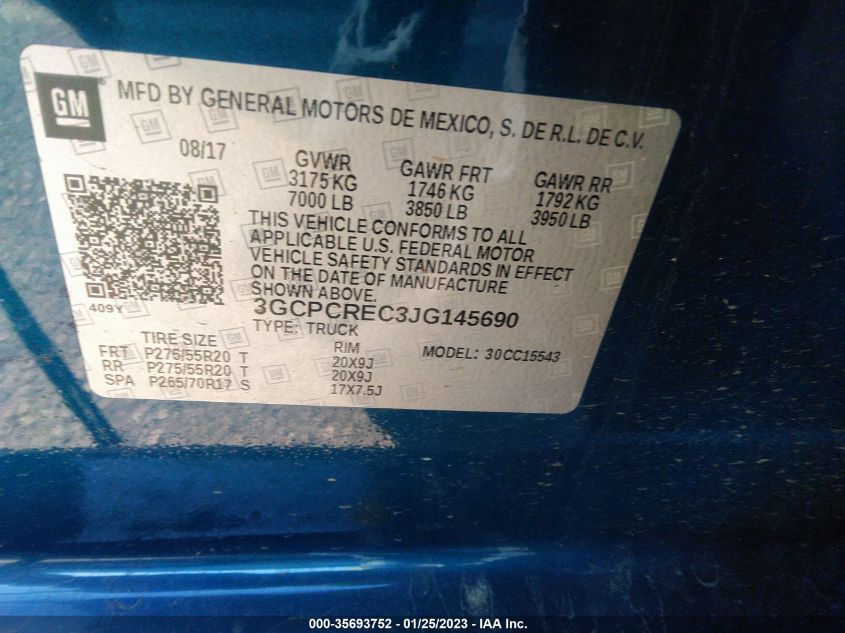 GM
MFD BY GENERAL MOTORS DE MEXICO, S. DE R.L. DE C.V.
08/17
GVWR GAWR FRT GAWR RR
3175 KG 1746 KG 1792 KG
7000 LB 3850 LB 3950 LB
THIS VEHICLE CONFORMS TO ALL
APPLICABLE U.S. FEDERAL MOTOR
VEHICLE SAFETY STANDARDS IN EFFECT
ON THE DATE OF MANUFACTURE
SHOWN ABOVE.
409Y
3GCPCREC3JG145690
TYPE: TRUCK
TIRE SIZE RIM MODEL: 30CC15543
FRT P275/55R20 T 20X9J
RR P275/55R20 T 20X9J
SPA P265/70R17 S 17X7.5J
000-35693752 - 01/25/2023 - IAA Inc.